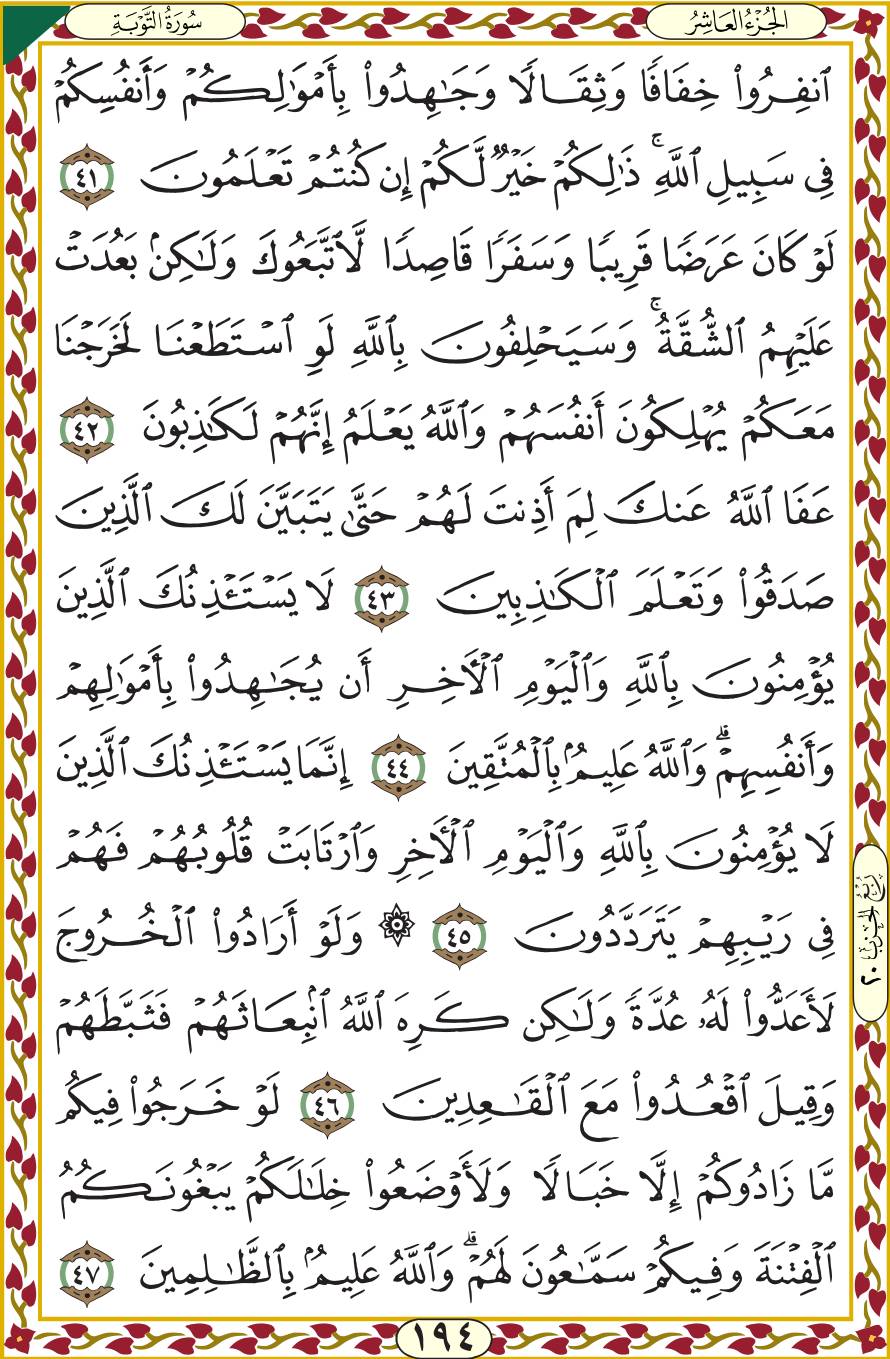 الجُزْءُ العَاشِرُ
سُورَةُ التَّوْبَةِ
ٱنفِرُوا۟ خِفَافًا وَثِقَالًا وَجَـٰهِدُوا۟ بِأَمْوَٰلِكُمْ وَأَنفُسِكُمْ
فِى سَبِيلِ ٱللَّهِ ۚ ذَٰلِكُمْ خَيْرٌ لَّكُمْ إِن كُنتُمْ تَعْلَمُونَ ٤١
لَوْ كَانَ عَرَضًا قَرِيبًا وَسَفَرًا قَاصِدًا لَّٱتَّبَعُوكَ وَلَـٰكِنۢ بَعُدَتْ
عَلَيْهِمُ ٱلشُّقَّةُ ۚ وَسَيَحْلِفُونَ بِٱللَّهِ لَوِ ٱسْتَطَعْنَا لَخَرَجْنَا
مَعَكُمْ يُهْلِكُونَ أَنفُسَهُمْ وَٱللَّهُ يَعْلَمُ إِنَّهُمْ لَكَـٰذِبُونَ ٤٢
عَفَا ٱللَّهُ عَنكَ لِمَ أَذِنتَ لَهُمْ حَتَّىٰ يَتَبَيَّنَ لَكَ ٱلَّذِينَ
صَدَقُوا۟ وَتَعْلَمَ ٱلْكَـٰذِبِينَ ٤٣ لَا يَسْتَـْٔذِنُكَ ٱلَّذِينَ
يُؤْمِنُونَ بِٱللَّهِ وَٱلْيَوْمِ ٱلْـَٔاخِرِ أَن يُجَـٰهِدُوا۟ بِأَمْوَٰلِهِمْ
وَأَنفُسِهِمْ ۗ وَٱللَّهُ عَلِيمٌۢ بِٱلْمُتَّقِينَ ٤٤ إِنَّمَا يَسْتَـْٔذِنُكَ ٱلَّذِينَ
لَا يُؤْمِنُونَ بِٱللَّهِ وَٱلْيَوْمِ ٱلْـَٔاخِرِ وَٱرْتَابَتْ قُلُوبُهُمْ فَهُمْ
فِى رَيْبِهِمْ يَتَرَدَّدُونَ ٤٥ ۞ وَلَوْ أَرَادُوا۟ ٱلْخُرُوجَ
لَأَعَدُّوا۟ لَهُۥ عُدَّةً وَلَـٰكِن كَرِهَ ٱللَّهُ ٱنۢبِعَاثَهُمْ فَثَبَّطَهُمْ
وَقِيلَ ٱقْعُدُوا۟ مَعَ ٱلْقَـٰعِدِينَ ٤٦ لَوْ خَرَجُوا۟ فِيكُم
مَّا زَادُوكُمْ إِلَّا خَبَالًا وَلَأَوْضَعُوا۟ خِلَـٰلَكُمْ يَبْغُونَكُمُ
ٱلْفِتْنَةَ وَفِيكُمْ سَمَّـٰعُونَ لَهُمْ ۗ وَٱللَّهُ عَلِيمٌۢ بِٱلظَّـٰلِمِينَ ٤٧
رُبْعُ الحِزْبِ ٢٠
١٩٤